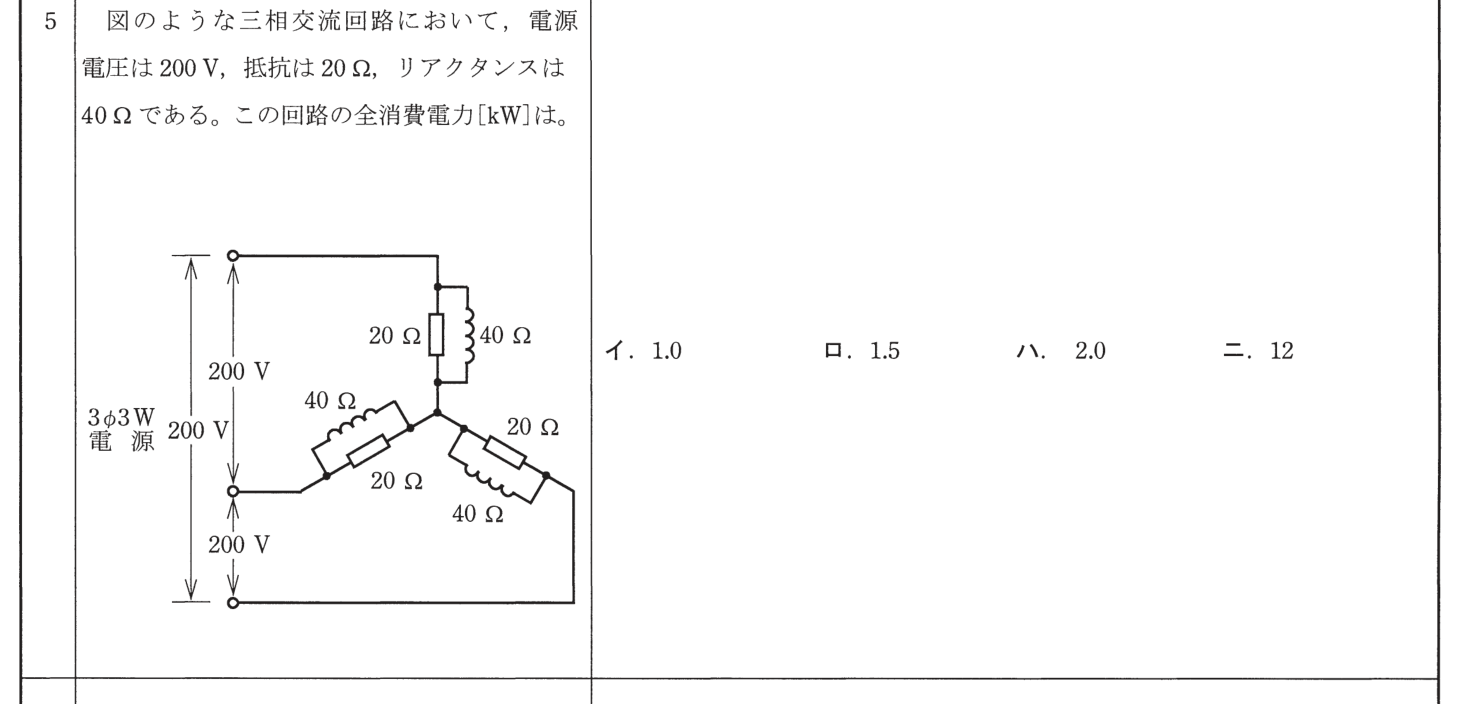 5
図のような三相交流回路において，電源
電圧は 200 V，抵抗は 20 Ω，リアクタンスは
40 Ω である。この回路の全消費電力[kW]は。
20 Ω
40 Ω
200 V
40 Ω
3φ3W
電 源
200 V
20 Ω
20 Ω
40 Ω
200 V
イ． 1.0
ロ． 1.5
ハ． 2.0
ニ． 12